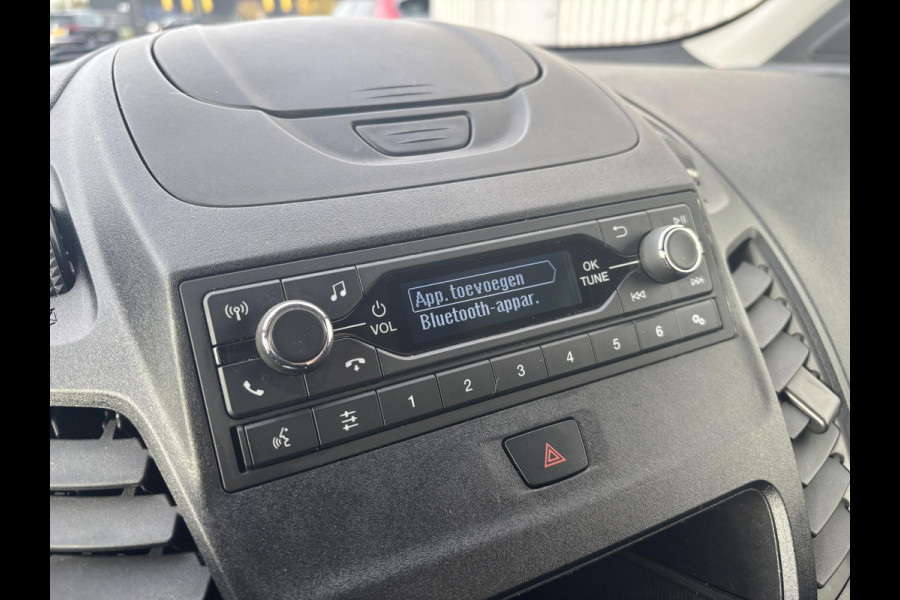 App. toevoegen
Bluetooth-appar.
VOL
OK
TUNE
1 2 3 4 5 6